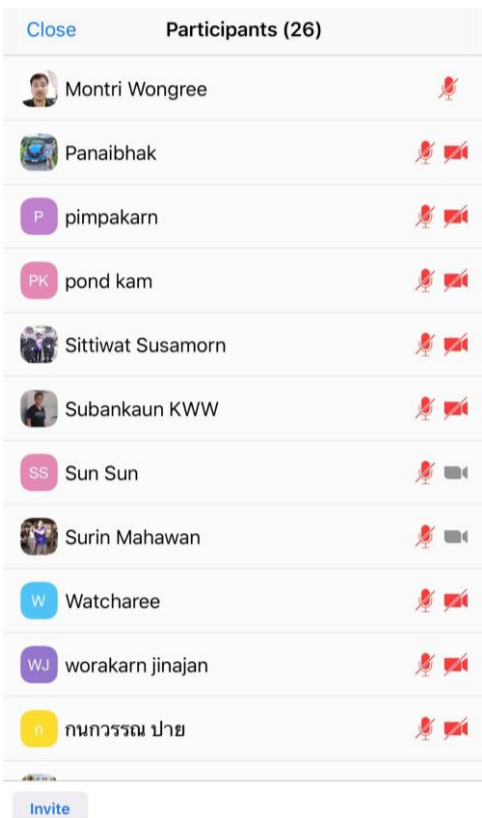 Close Participants (26)
Montri Wongree
Panaibhak
P pimpakarn
PK pond kam
Sittiwat Susamorn
Subankaun KWW
SS Sun Sun
Surin Mahawan
W Watcharee
WJ worakarn jinajan
ก กนกวรรณ ปาย
Invite